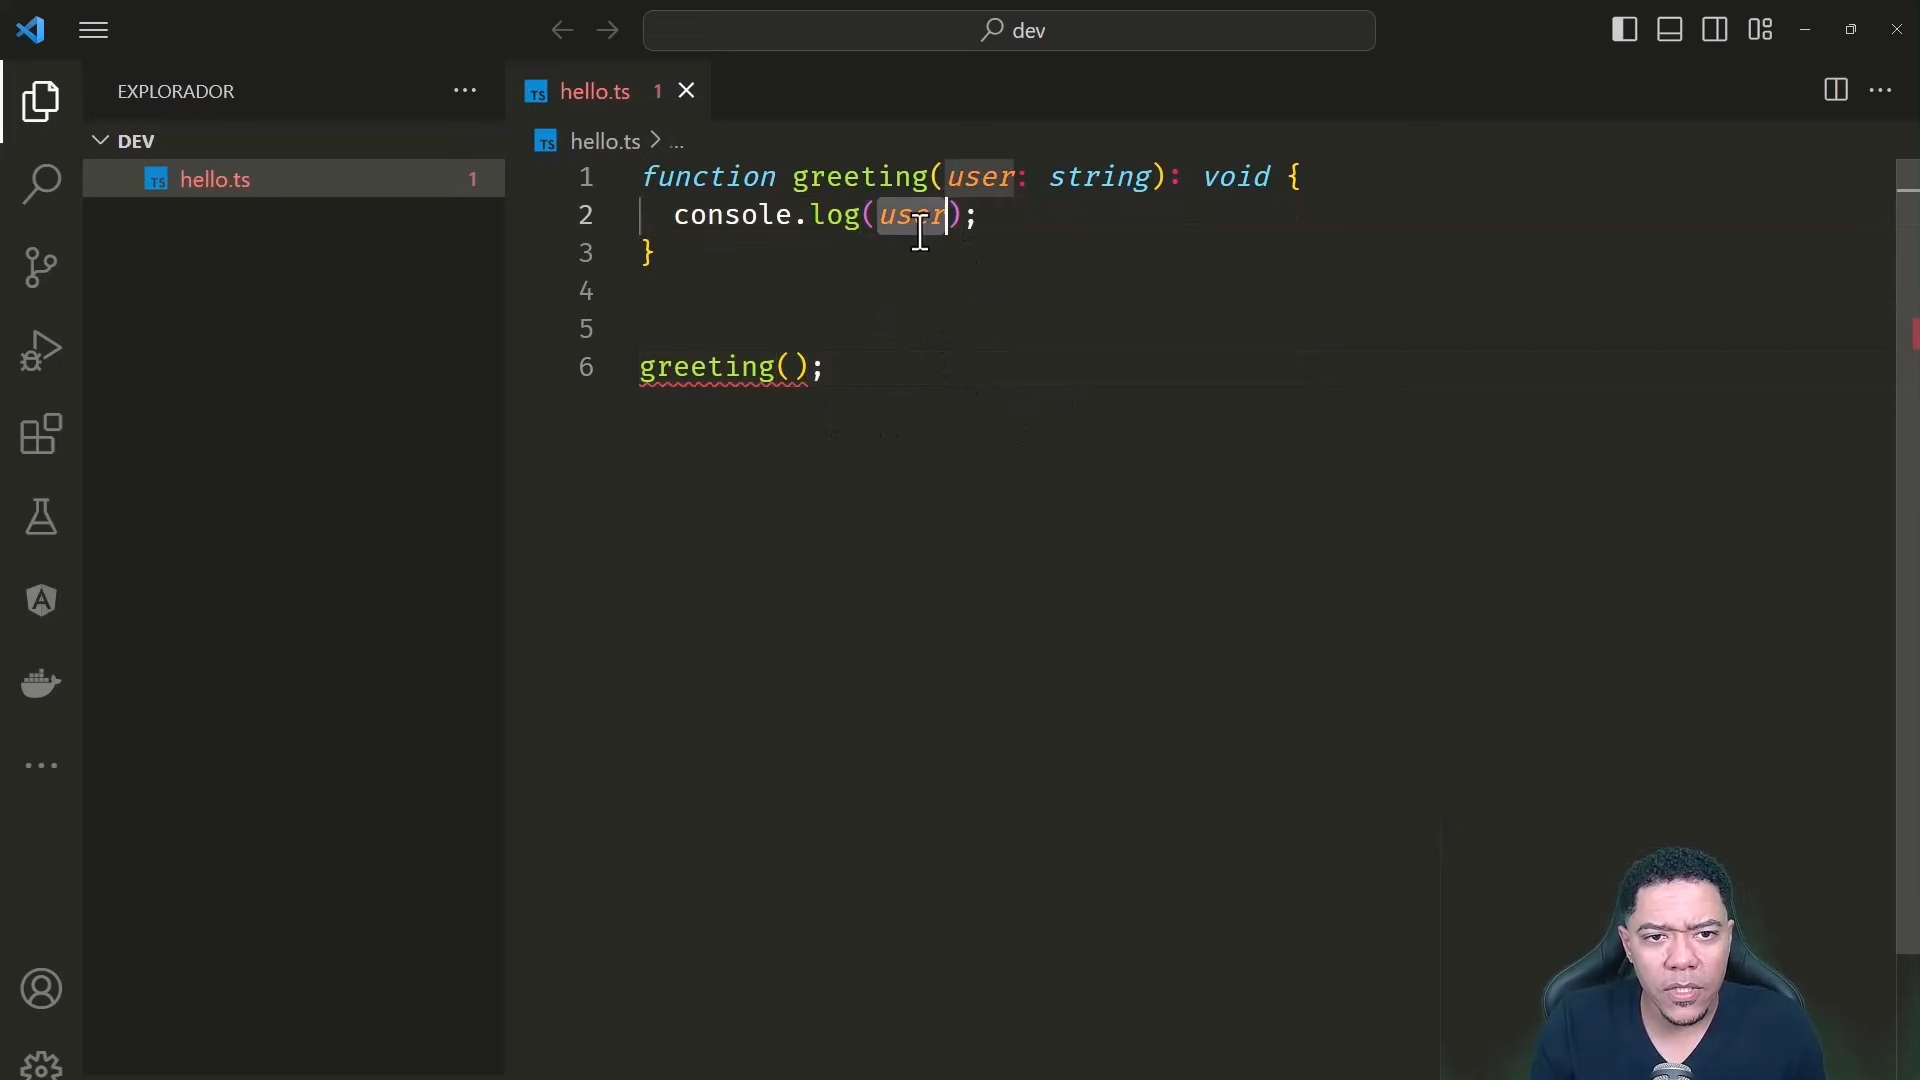 dev
EXPLORADOR
hello.ts 1
hello.ts > ...
DEV
hello.ts 1
1 function greeting(user: string): void {
2 console.log(user);
3 }
4
5
6 greeting();